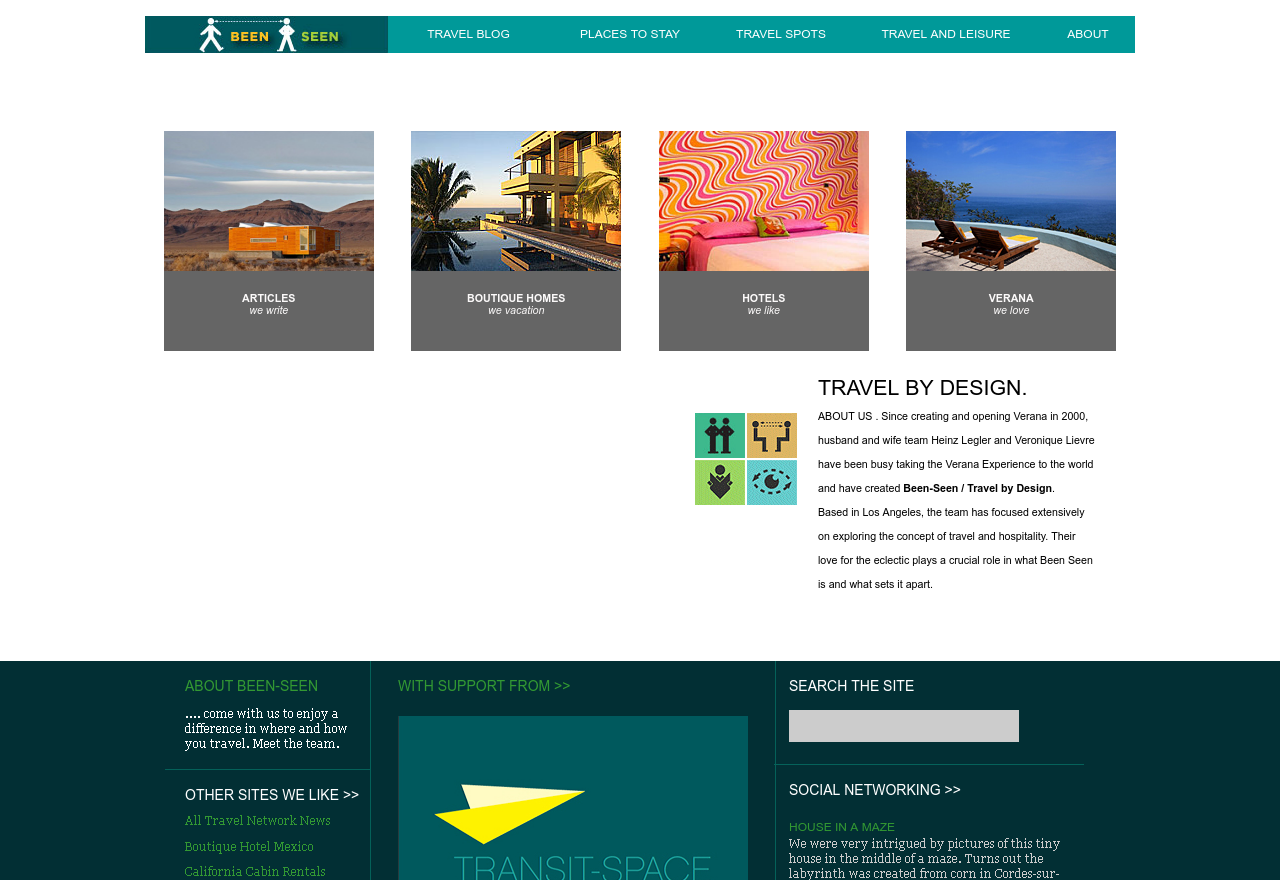 BEEN SEEN
TRAVEL BLOG
PLACES TO STAY
TRAVEL SPOTS
TRAVEL AND LEISURE
ABOUT
ARTICLES
we write
BOUTIQUE HOMES
we vacation
HOTELS
we like
VERANA
we love
TRAVEL BY DESIGN.
ABOUT US . Since creating and opening Verana in 2000,
husband and wife team Heinz Legler and Veronique Lievre
have been busy taking the Verana Experience to the world
and have created Been-Seen / Travel by Design.
Based in Los Angeles, the team has focused extensively
on exploring the concept of travel and hospitality. Their
love for the eclectic plays a crucial role in what Been Seen
is and what sets it apart.
ABOUT BEEN-SEEN
.... come with us to enjoy a
difference in where and how
you travel. Meet the team.
OTHER SITES WE LIKE >>
All Travel Network News
Boutique Hotel Mexico
California Cabin Rentals
WITH SUPPORT FROM >>
TRANSIT-SPACE
SEARCH THE SITE
SOCIAL NETWORKING >>
HOUSE IN A MAZE
We were very intrigued by pictures of this tiny
house in the middle of a maze. Turns out the
labyrinth was created from corn in Cordes-sur-